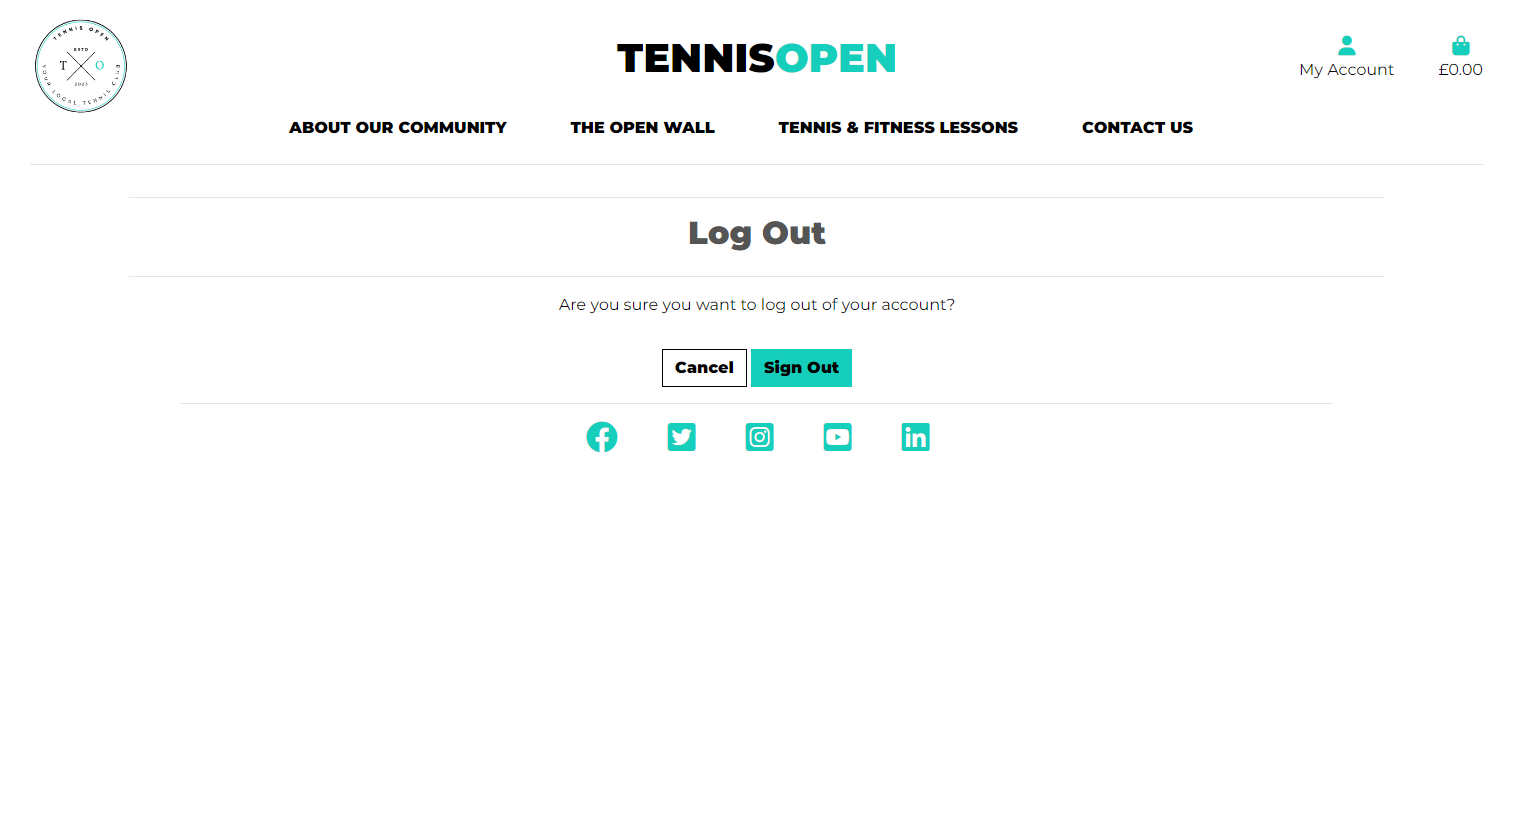 TENNIS OPEN
ESTD
T O
2023
YOUR LOCAL TENNIS CLUB
TENNISOPEN
My Account
£0.00
ABOUT OUR COMMUNITY
THE OPEN WALL
TENNIS & FITNESS LESSONS
CONTACT US
Log Out
Are you sure you want to log out of your account?
Cancel
Sign Out